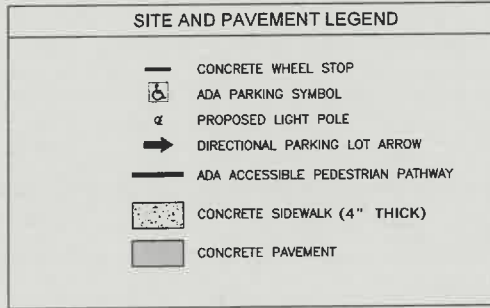 SITE AND PAVEMENT LEGEND
CONCRETE WHEEL STOP
ADA PARKING SYMBOL
PROPOSED LIGHT POLE
DIRECTIONAL PARKING LOT ARROW
ADA ACCESSIBLE PEDESTRIAN PATHWAY
CONCRETE SIDEWALK (4" THICK)
CONCRETE PAVEMENT